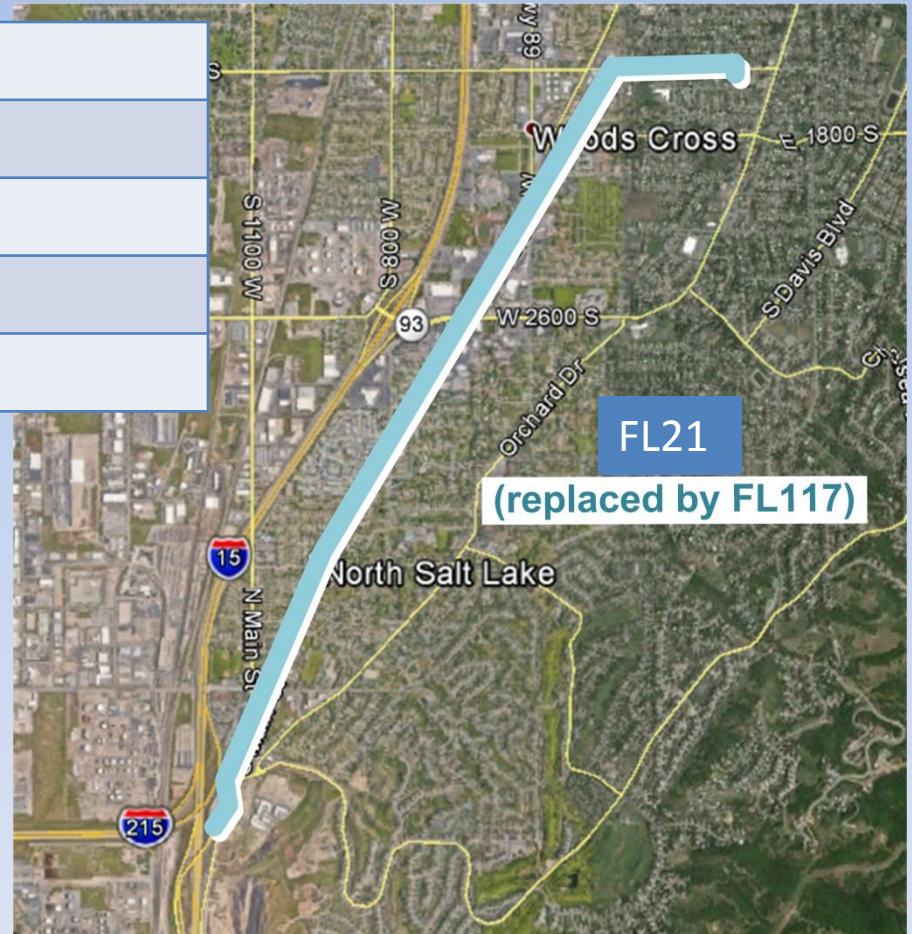 wy 89
S
Woods Cross
E 1800 S
S 1100 W
S 800 W
S Davis Blvd
93
W 2600 S
Orchard Dr
FL21
(replaced by FL117)
15
North Salt Lake
N Main St
215